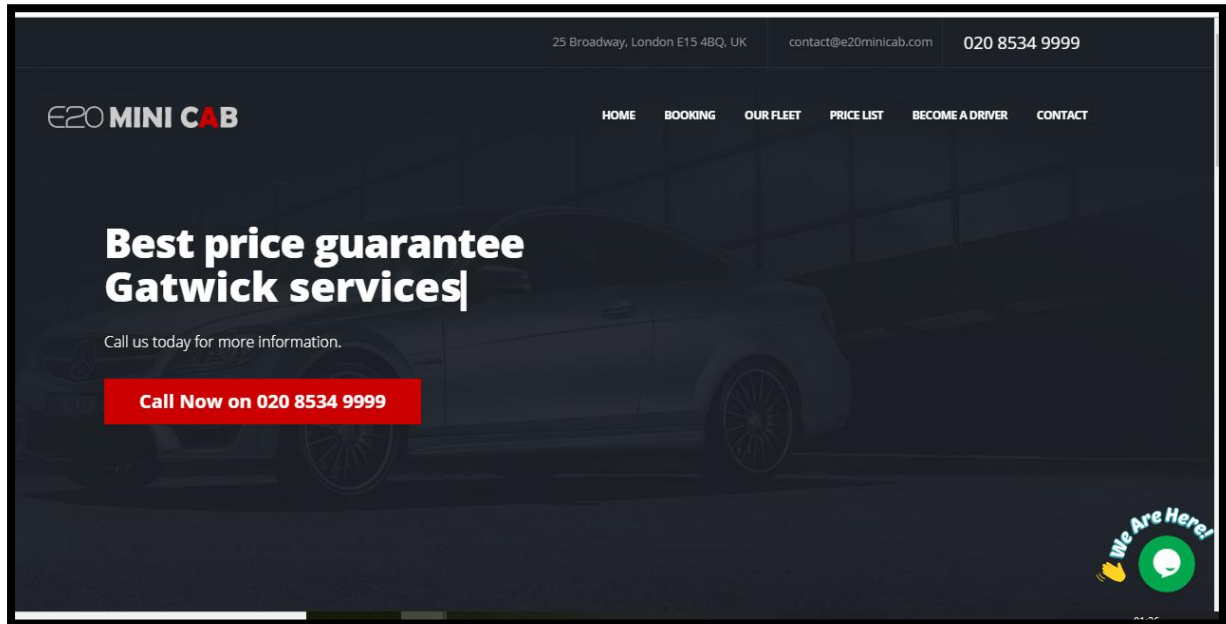 25 Broadway, London E15 4BQ, UK
contact@e20minicab.com
020 8534 9999
E20 MINI CAB
HOME BOOKING OUR FLEET PRICE LIST BECOME A DRIVER CONTACT
Best price guarantee
Gatwick services
Call us today for more information.
Call Now on 020 8534 9999
We Are Here!